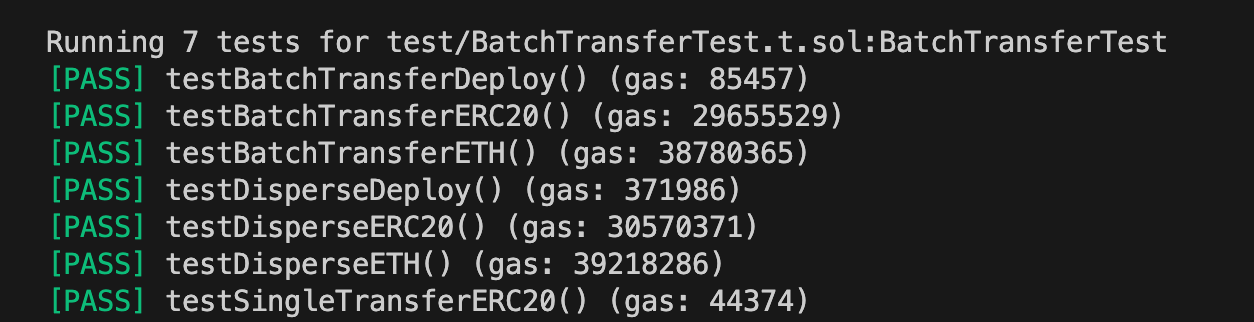 Running 7 tests for test/BatchTransferTest.t.sol:BatchTransferTest
[PASS] testBatchTransferDeploy() (gas: 85457)
[PASS] testBatchTransferERC20() (gas: 29655529)
[PASS] testBatchTransferETH() (gas: 38780365)
[PASS] testDisperseDeploy() (gas: 371986)
[PASS] testDisperseERC20() (gas: 30570371)
[PASS] testDisperseETH() (gas: 39218286)
[PASS] testSingleTransferERC20() (gas: 44374)